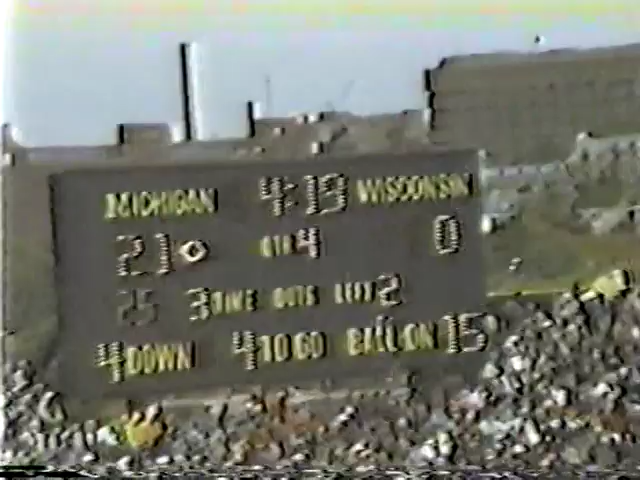 MICHIGAN 4:19 WISCONSIN
21 QTR 4 0
25 3 TIME OUTS LEFT 2
4 DOWN 4 TO GO BALL ON 15